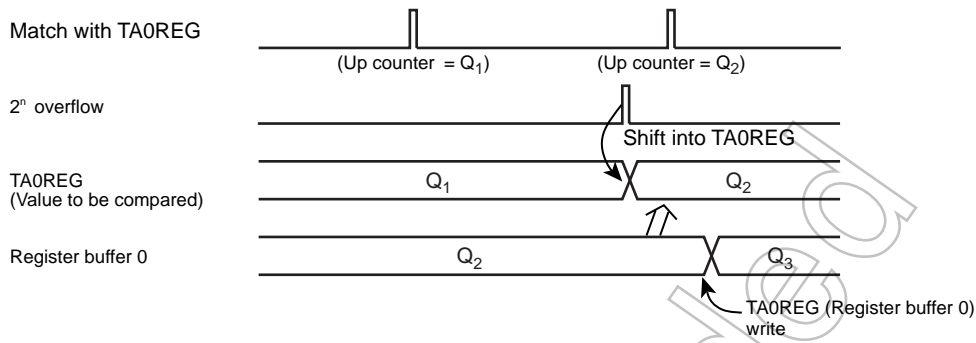 Match with TA0REG
(Up counter = Q₁)
(Up counter = Q₂)
2ⁿ overflow
Shift into TA0REG
TA0REG
(Value to be compared)
Q₁
Q₂
Register buffer 0
Q₂
Q₃
TA0REG (Register buffer 0)
write